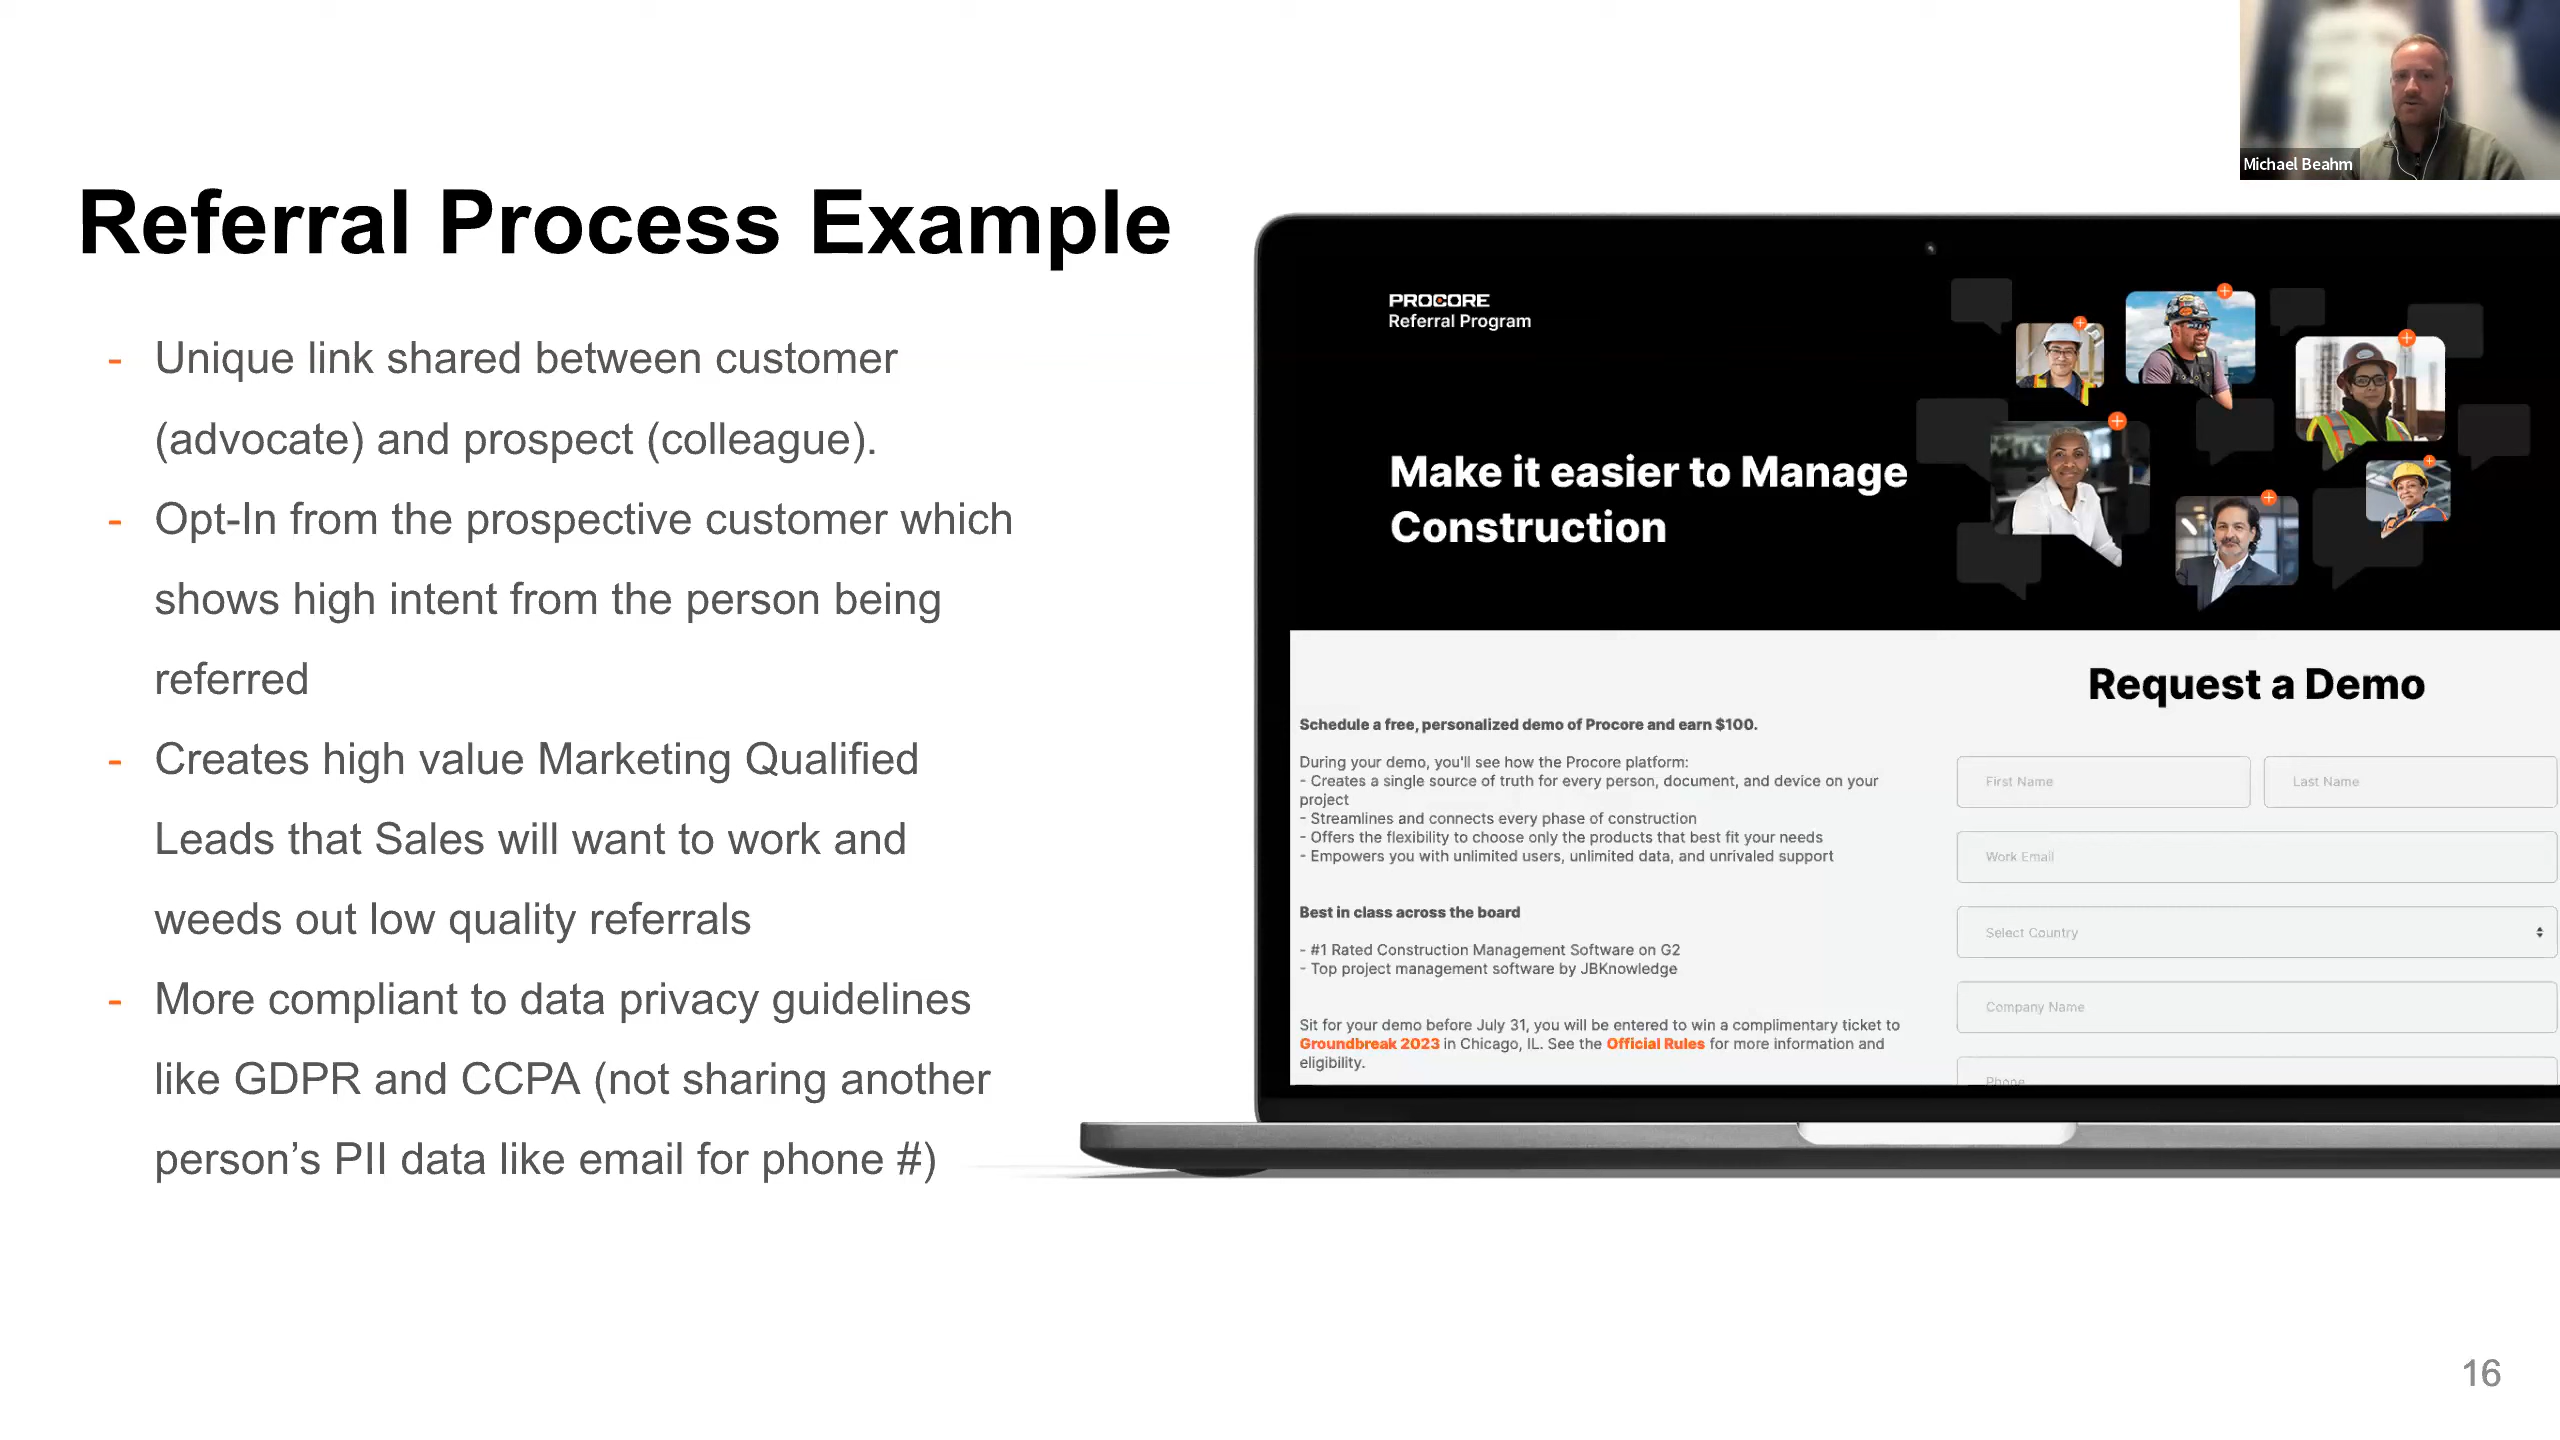 Michael Beahm
Referral Process Example
- Unique link shared between customer
(advocate) and prospect (colleague).
- Opt-In from the prospective customer which
shows high intent from the person being
referred
- Creates high value Marketing Qualified
Leads that Sales will want to work and
weeds out low quality referrals
- More compliant to data privacy guidelines
like GDPR and CCPA (not sharing another
person’s PII data like email for phone #)
PROCORE
Referral Program
Make it easier to Manage
Construction
Schedule a free, personalized demo of Procore and earn $100.
During your demo, you'll see how the Procore platform:
- Creates a single source of truth for every person, document, and device on your
project
- Streamlines and connects every phase of construction
- Offers the flexibility to choose only the products that best fit your needs
- Empowers you with unlimited users, unlimited data, and unrivaled support
Best in class across the board
- #1 Rated Construction Management Software on G2
- Top project management software by JBKnowledge
Sit for your demo before July 31, you will be entered to win a complimentary ticket to
Groundbreak 2023 in Chicago, IL. See the Official Rules for more information and
eligibility.
Request a Demo
First Name
Last Name
Work Email
Select Country
Company Name
Phone
16